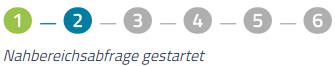 1 – 2 – 3 – 4 – 5 – 6
Nahbereichsabfrage gestartet